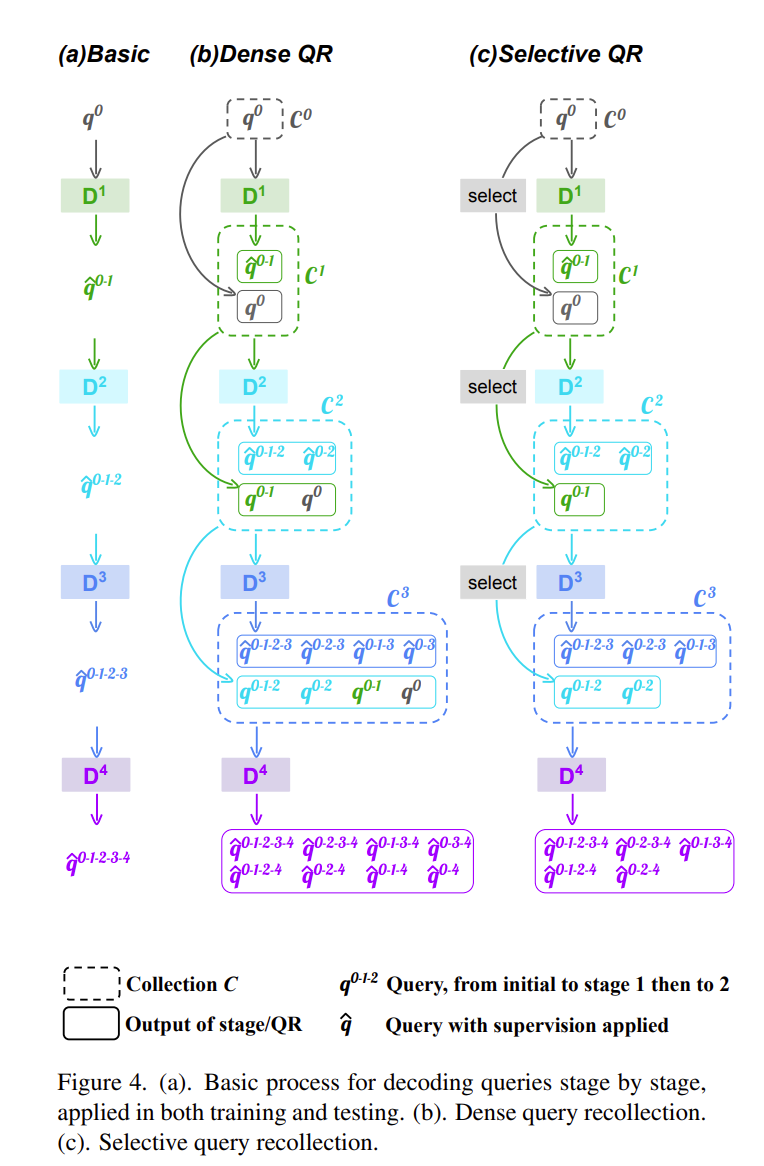 (a)Basic (b)Dense QR (c)Selective QR
q⁰ q⁰ C⁰ q⁰ C⁰
D¹ D¹ select D¹
q̂⁰⁻¹ q̂⁰⁻¹ C¹ q̂⁰⁻¹ C¹
q⁰ q⁰
D² D² select D²
C² C²
q̂⁰⁻¹⁻² q̂⁰⁻¹⁻² q̂⁰⁻² q̂⁰⁻¹⁻² q̂⁰⁻²
q⁰⁻¹ q⁰ q⁰⁻¹
D³ D³ select D³
C³ C³
q̂⁰⁻¹⁻²⁻³ q̂⁰⁻¹⁻²⁻³ q̂⁰⁻²⁻³ q̂⁰⁻¹⁻³ q̂⁰⁻³ q̂⁰⁻¹⁻²⁻³ q̂⁰⁻²⁻³ q̂⁰⁻¹⁻³
q⁰⁻¹⁻² q⁰⁻² q⁰⁻¹ q⁰ q⁰⁻¹⁻² q⁰⁻²
D⁴ D⁴ D⁴
q̂⁰⁻¹⁻²⁻³⁻⁴ q̂⁰⁻¹⁻²⁻³⁻⁴ q̂⁰⁻²⁻³⁻⁴ q̂⁰⁻¹⁻³⁻⁴ q̂⁰⁻³⁻⁴ q̂⁰⁻¹⁻²⁻³⁻⁴ q̂⁰⁻²⁻³⁻⁴ q̂⁰⁻¹⁻³⁻⁴
q̂⁰⁻¹⁻²⁻⁴ q̂⁰⁻²⁻⁴ q̂⁰⁻¹⁻⁴ q̂⁰⁻⁴ q̂⁰⁻¹⁻²⁻⁴ q̂⁰⁻²⁻⁴
Collection C q⁰⁻¹⁻² Query, from initial to stage 1 then to 2
Output of stage/QR q̂ Query with supervision applied
Figure 4. (a). Basic process for decoding queries stage by stage,
applied in both training and testing. (b). Dense query recollection.
(c). Selective query recollection.